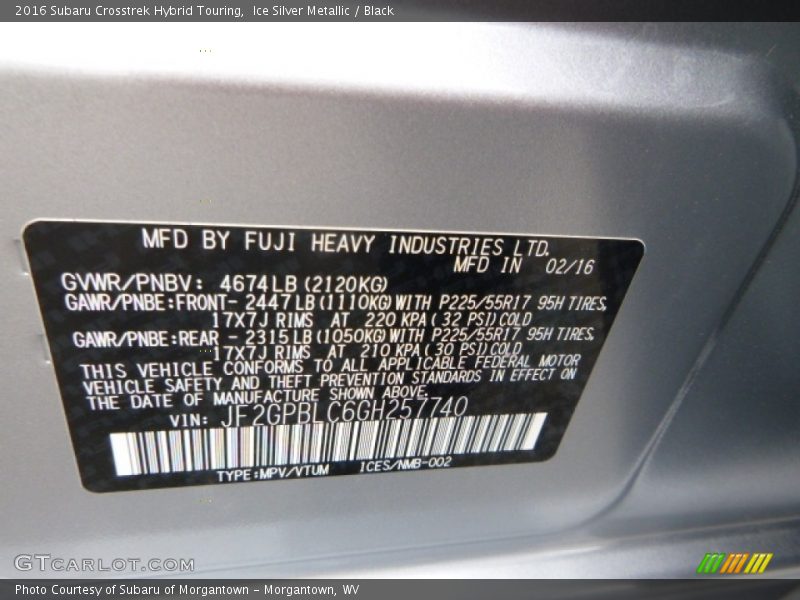 2016 Subaru Crosstrek Hybrid Touring,  Ice Silver Metallic / Black
MFD BY FUJI HEAVY INDUSTRIES LTD.
MFD IN 02/16
GVWR/PNBV: 4674LB (2120KG)
GAWR/PNBE:FRONT- 2447LB (1110KG) WITH P225/55R17 95H TIRES,
17X7J RIMS AT 220 KPA (32 PSI) COLD
GAWR/PNBE:REAR - 2315LB (1050KG) WITH P225/55R17 95H TIRES,
17X7J RIMS AT 210 KPA (30 PSI) COLD
THIS VEHICLE CONFORMS TO ALL APPLICABLE FEDERAL MOTOR
VEHICLE SAFETY AND THEFT PREVENTION STANDARDS IN EFFECT ON
THE DATE OF MANUFACTURE SHOWN ABOVE.
VIN: JF2GPBLC6GH257740
TYPE:MPV/VTUM ICES/NMB-002
GTCARLOT.COM
Photo Courtesy of Subaru of Morgantown - Morgantown, WV